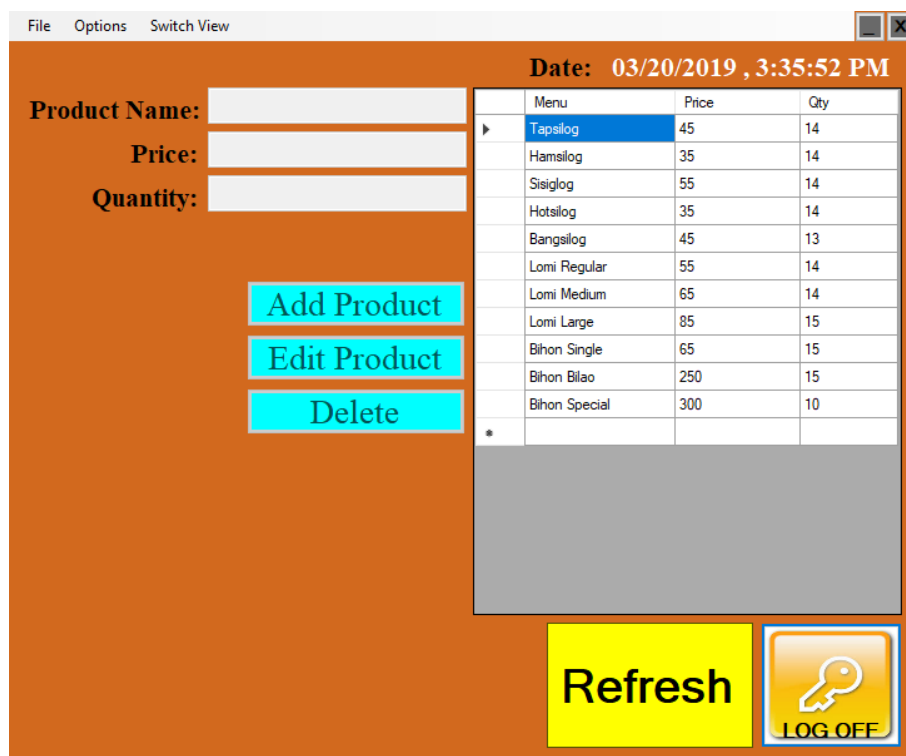 File Options Switch View _ X
Date: 03/20/2019 , 3:35:52 PM
Product Name:
Price:
Quantity:
Add Product
Edit Product
Delete
Menu Price Qty
Tapsilog 45 14
Hamsilog 35 14
Sisiglog 55 14
Hotsilog 35 14
Bangsilog 45 13
Lomi Regular 55 14
Lomi Medium 65 14
Lomi Large 85 15
Bihon Single 65 15
Bihon Bilao 250 15
Bihon Special 300 10
*
Refresh
LOG OFF